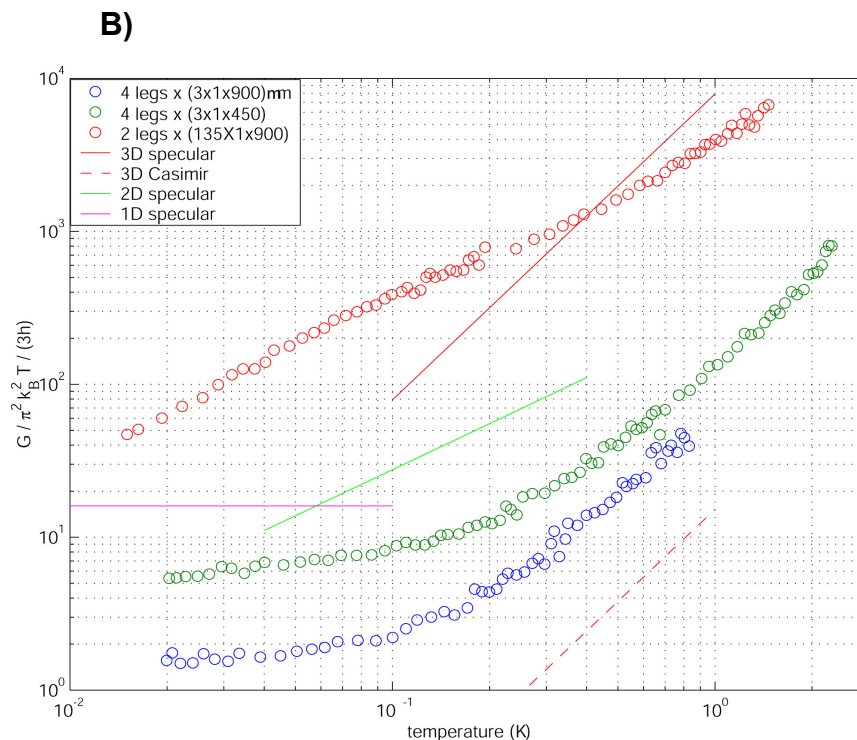 B)
4 legs x (3x1x900)mm
4 legs x (3x1x450)
2 legs x (135X1x900)
3D specular
3D Casimir
2D specular
1D specular
10^4
10^3
10^2
10^1
10^0
G / π^2 k_B^2 T / (3h)
10^-2
10^-1
10^0
temperature (K)